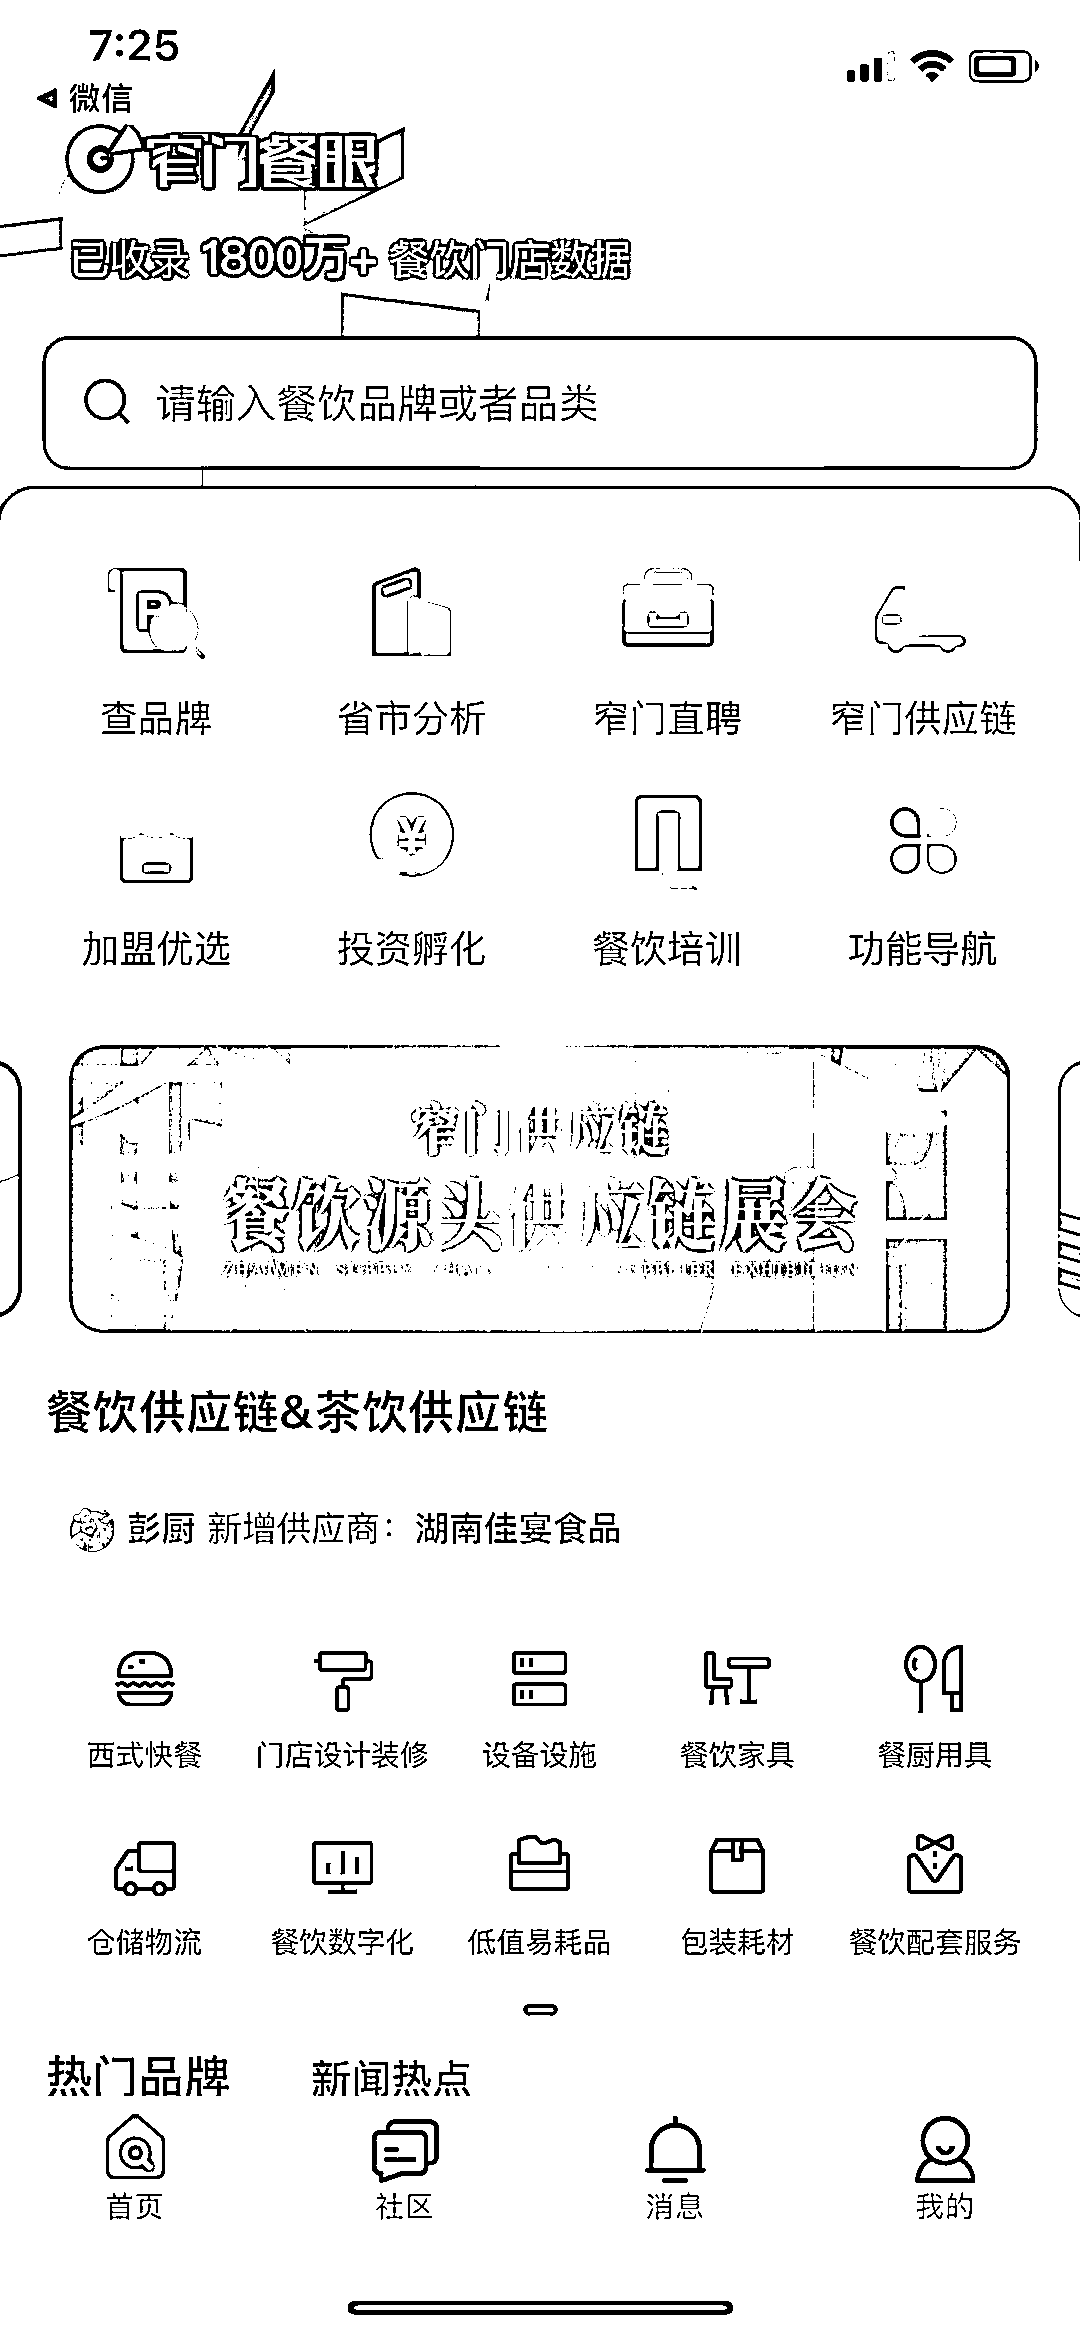 7:25
微信
窄门餐眼
已收录 1800万+ 餐饮门店数据
请输入餐饮品牌或者品类
查品牌
省市分析
窄门直聘
窄门供应链
加盟优选
投资孵化
餐饮培训
功能导航
窄门供应链
餐饮源头供应链展会
餐饮供应链&茶饮供应链
彭厨 新增供应商：湖南佳宴食品
西式快餐
门店设计装修
设备设施
餐饮家具
餐厨用具
仓储物流
餐饮数字化
低值易耗品
包装耗材
餐饮配套服务
热门品牌
新闻热点
首页
社区
消息
我的